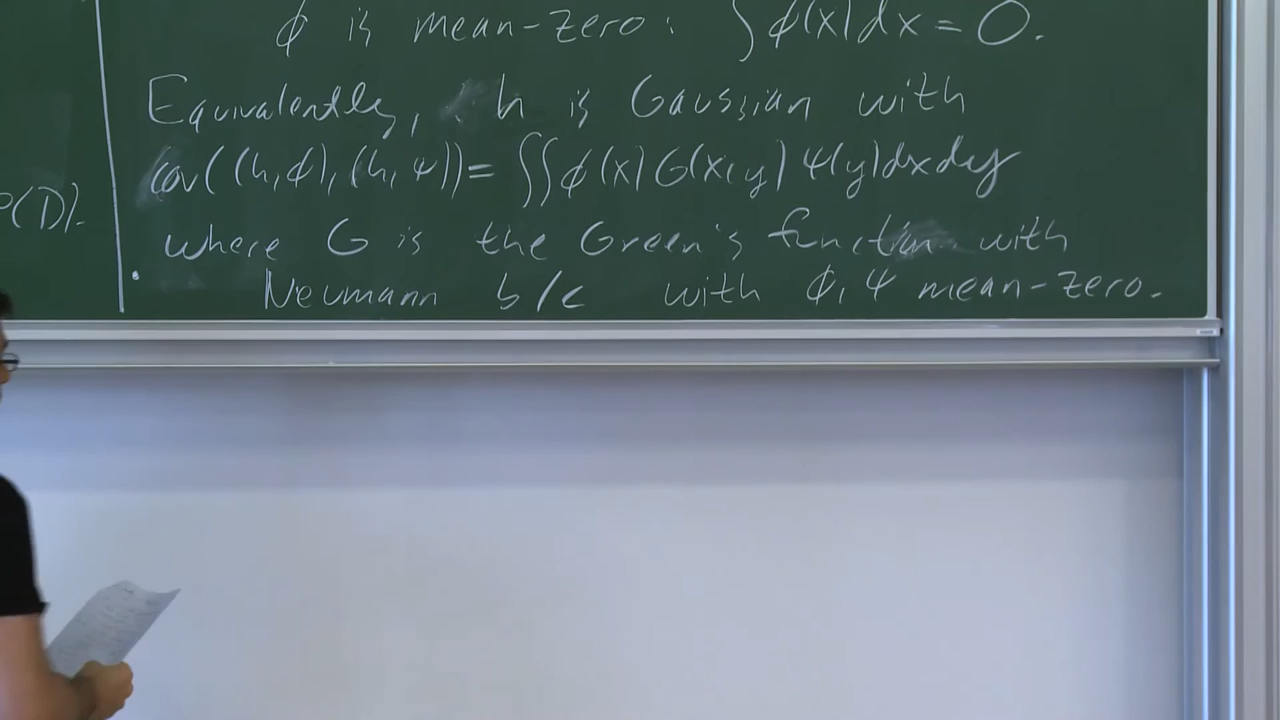 ϕ is mean-zero: ∫ϕ(x)dx = 0.
Equivalently, h is Gaussian with
cov((h,ϕ),(h,ψ)) = ∫∫ϕ(x)G(x,y)ψ(y)dxdy
(D).
where G is the Green's function with
Neumann b/c with ϕ,ψ mean-zero.